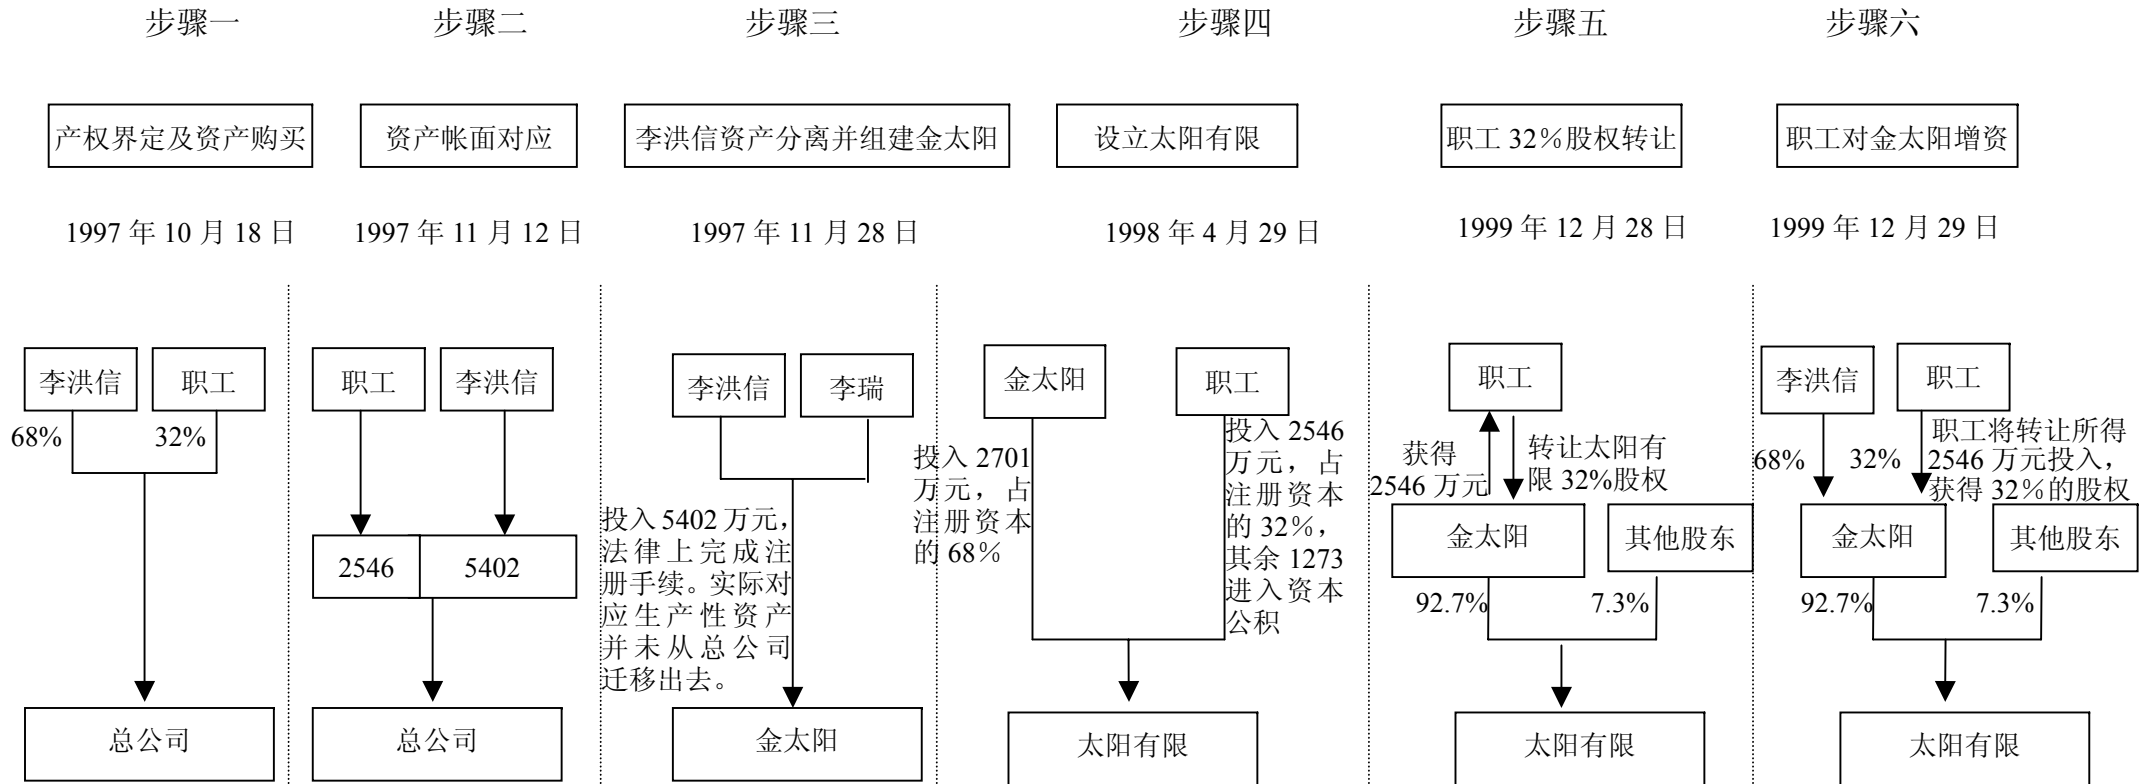 步骤一
步骤二
步骤三
步骤四
步骤五
步骤六
产权界定及资产购买
资产帐面对应
李洪信资产分离并组建金太阳
设立太阳有限
职工 32%股权转让
职工对金太阳增资
1997 年 10 月 18 日
1997 年 11 月 12 日
1997 年 11 月 28 日
1998 年 4 月 29 日
1999 年 12 月 28 日
1999 年 12 月 29 日
李洪信
职工
68%
32%
总公司
职工
李洪信
2546
5402
总公司
李洪信
李瑞
投入 5402 万元，
法律上完成注
册手续。实际对
应生产性资产
并未从总公司
迁移出去。
金太阳
金太阳
职工
投入 2701
万元，占
注册资本
的 68%
投入 2546
万元，占
注册资本
的 32%，
其余 1273
进入资本
公积
太阳有限
职工
获得
2546 万元
转让太阳有
限 32%股权
金太阳
其他股东
92.7%
7.3%
太阳有限
李洪信
职工
68%
32%
职工将转让所得
2546 万元投入，
获得 32%的股权
金太阳
其他股东
92.7%
7.3%
太阳有限